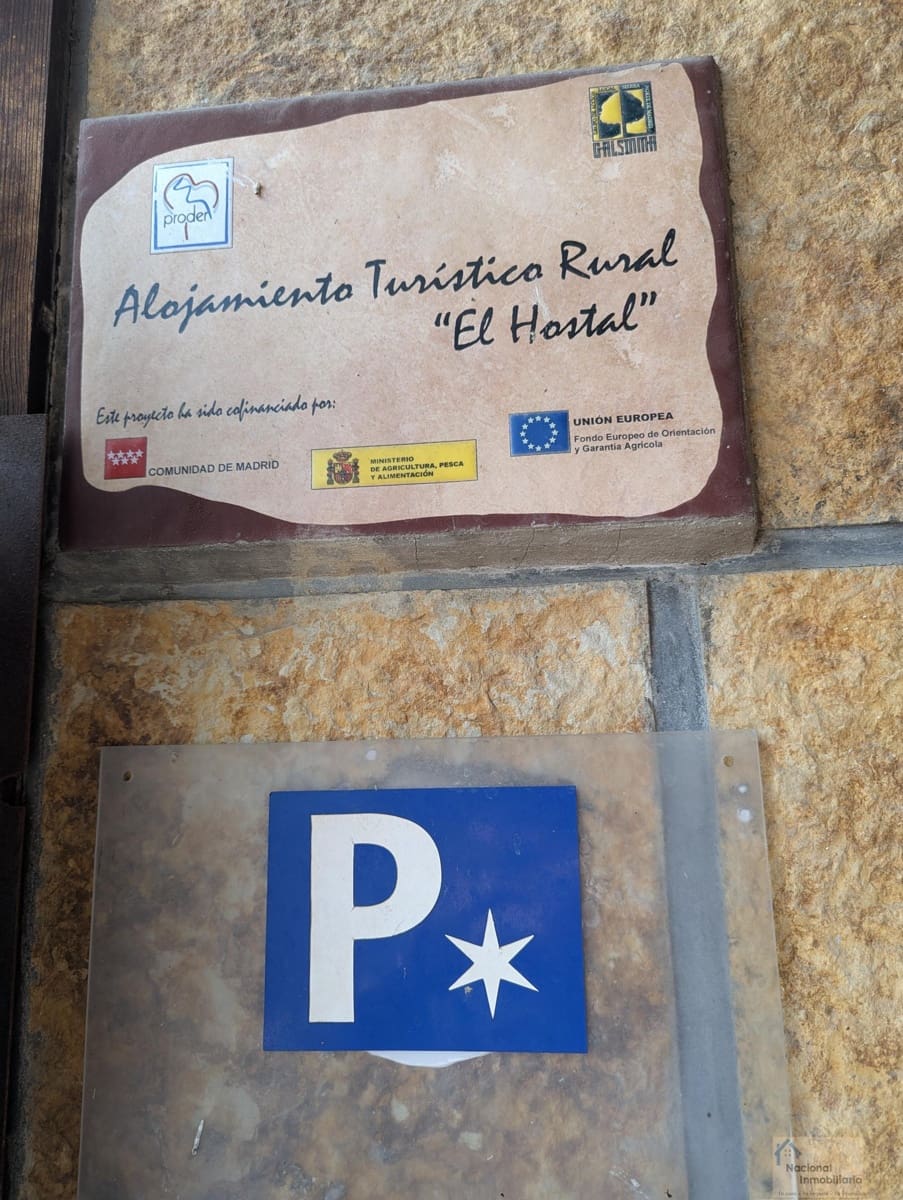 proder
GALSINMA
Alojamiento Turístico Rural
"El Hostal"
Este proyecto ha sido cofinanciado por:
COMUNIDAD DE MADRID
MINISTERIO
DE AGRICULTURA, PESCA
Y ALIMENTACIÓN
UNIÓN EUROPEA
Fondo Europeo de Orientación
y Garantía Agrícola
P
Nacional
Inmobiliaria